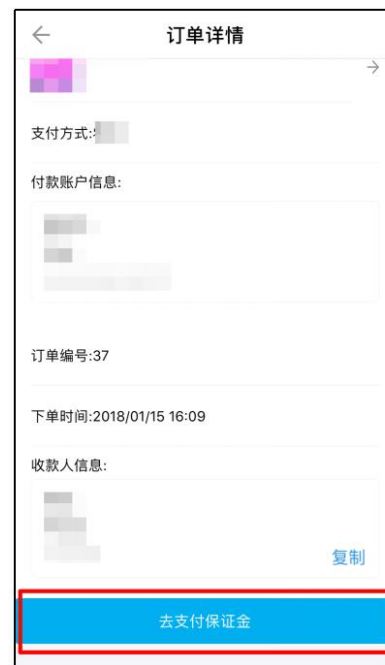 订单详情
支付方式:
付款账户信息:
订单编号:37
下单时间:2018/01/15 16:09
收款人信息:
复制
去支付保证金